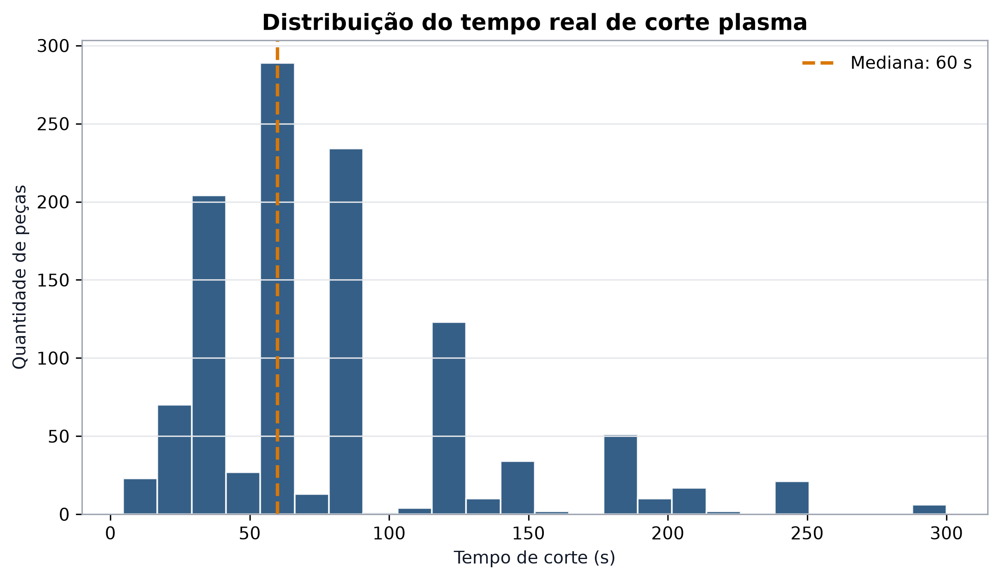 Distribuição do tempo real de corte plasma
Mediana: 60 s
Quantidade de peças
300
250
200
150
100
50
0
0 50 100 150 200 250 300
Tempo de corte (s)